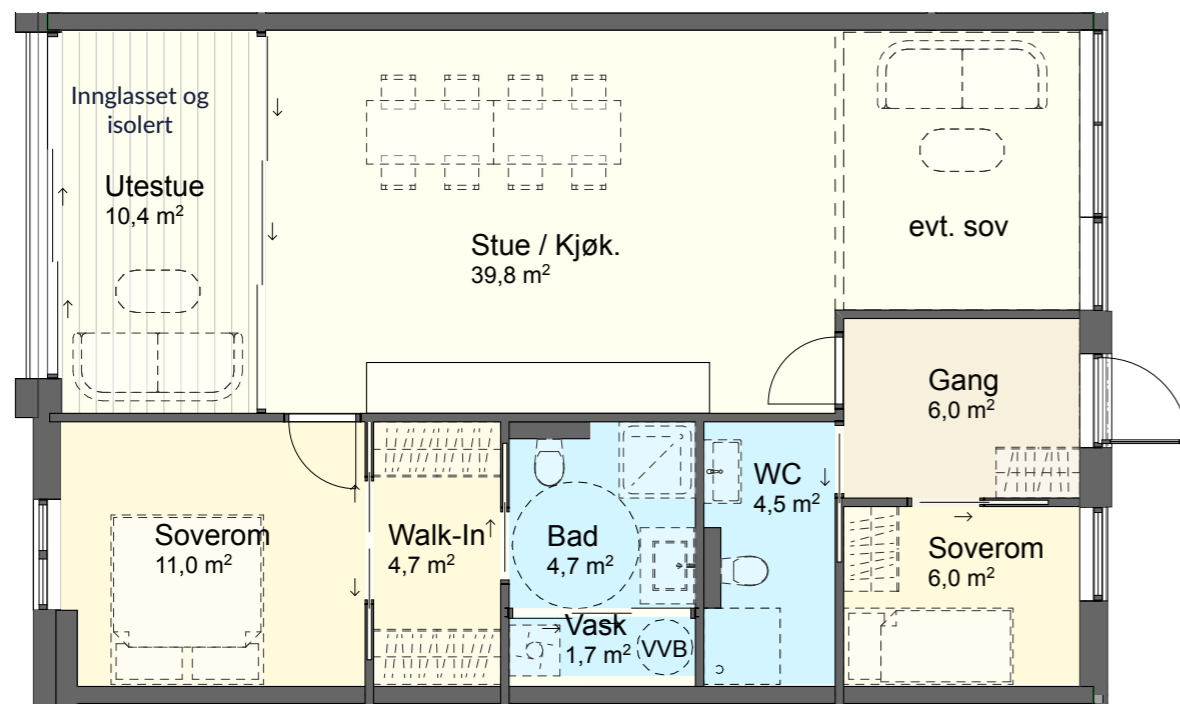 Innglasset og
isolert
Utestue
10,4 m²
Stue / Kjøk.
39,8 m²
evt. sov
Gang
6,0 m²
Soverom
11,0 m²
Walk-In
4,7 m²
Bad
4,7 m²
WC
4,5 m²
Vask
1,7 m²
VVB
Soverom
6,0 m²